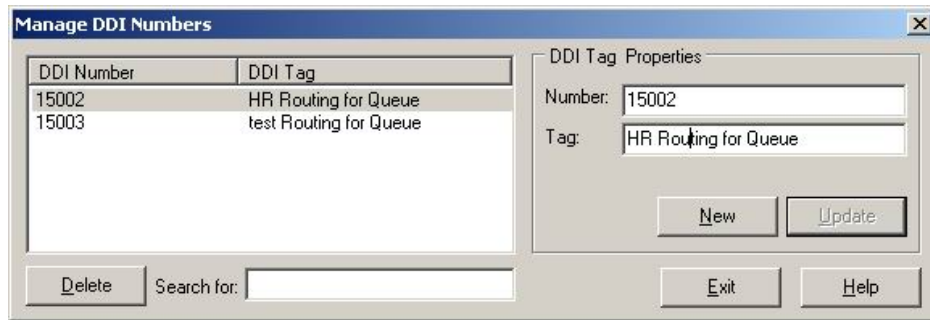 Manage DDI Numbers
DDI Number DDI Tag
15002 HR Routing for Queue
15003 test Routing for Queue
DDI Tag Properties
Number: 15002
Tag: HR Routing for Queue
New Update
Delete Search for: Exit Help